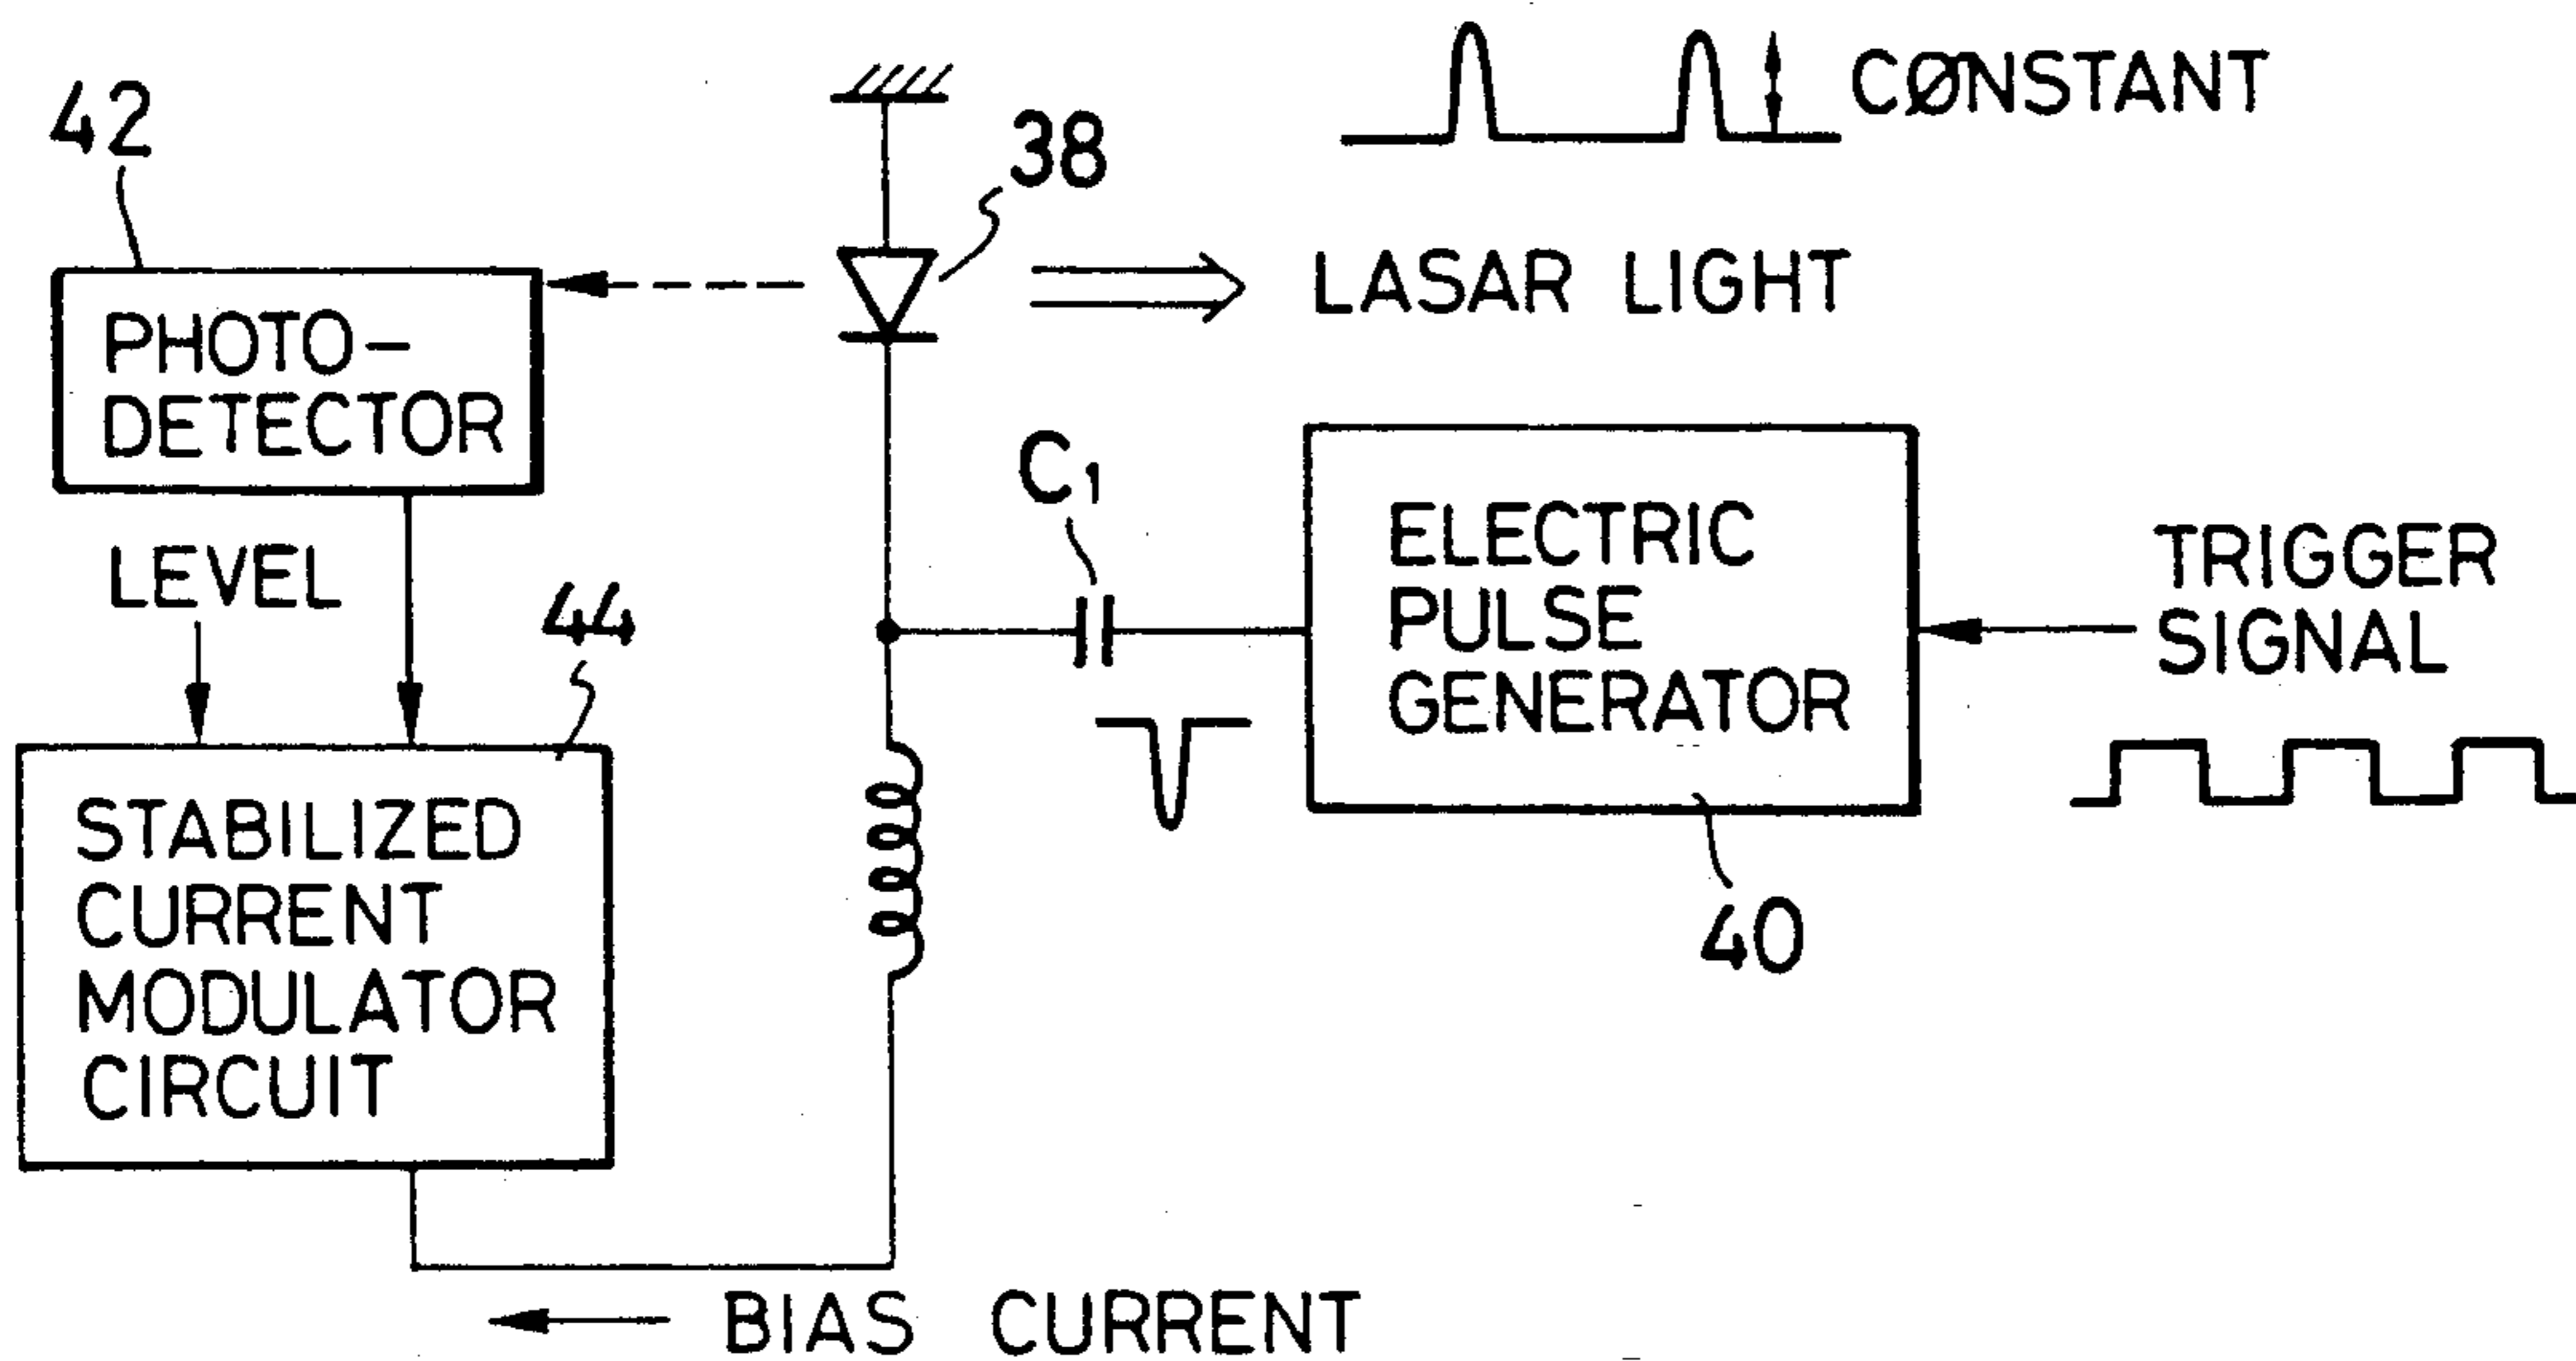 42
38
CØNSTANT
LASAR LIGHT
PHOTO-
DETECTOR
LEVEL
44
C1
ELECTRIC
PULSE
GENERATOR
TRIGGER
SIGNAL
40
STABILIZED
CURRENT
MODULATOR
CIRCUIT
BIAS CURRENT